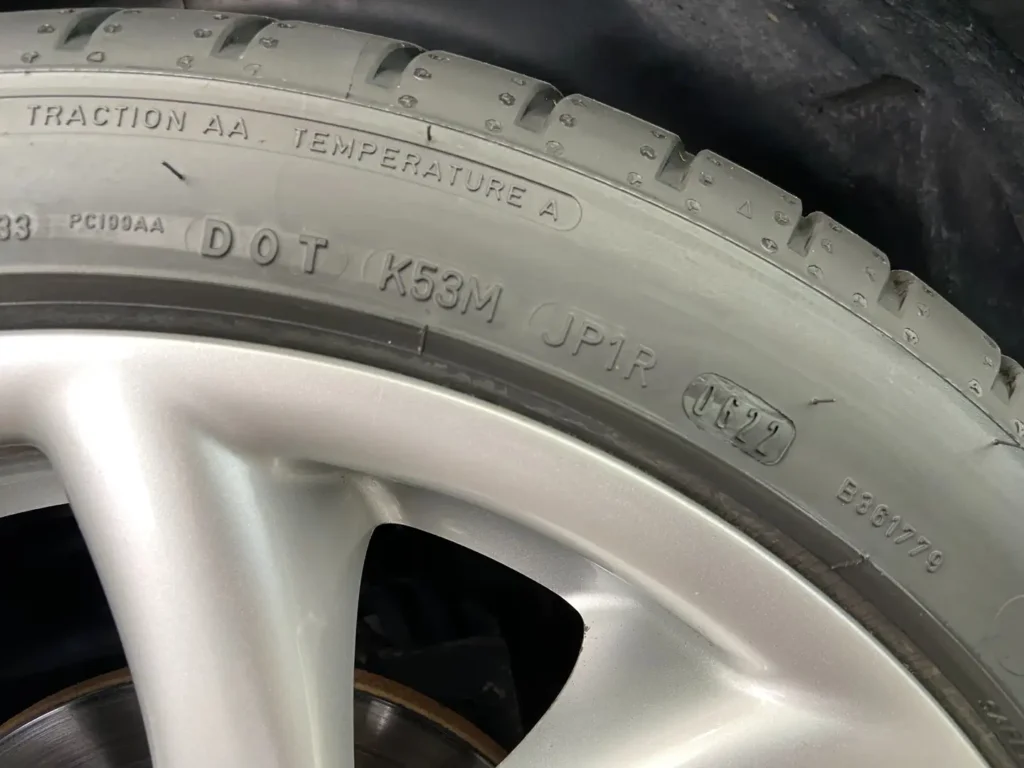 TRACTION AA TEMPERATURE A
33 PC199AA DOT K53M JP1R 0622
B361779